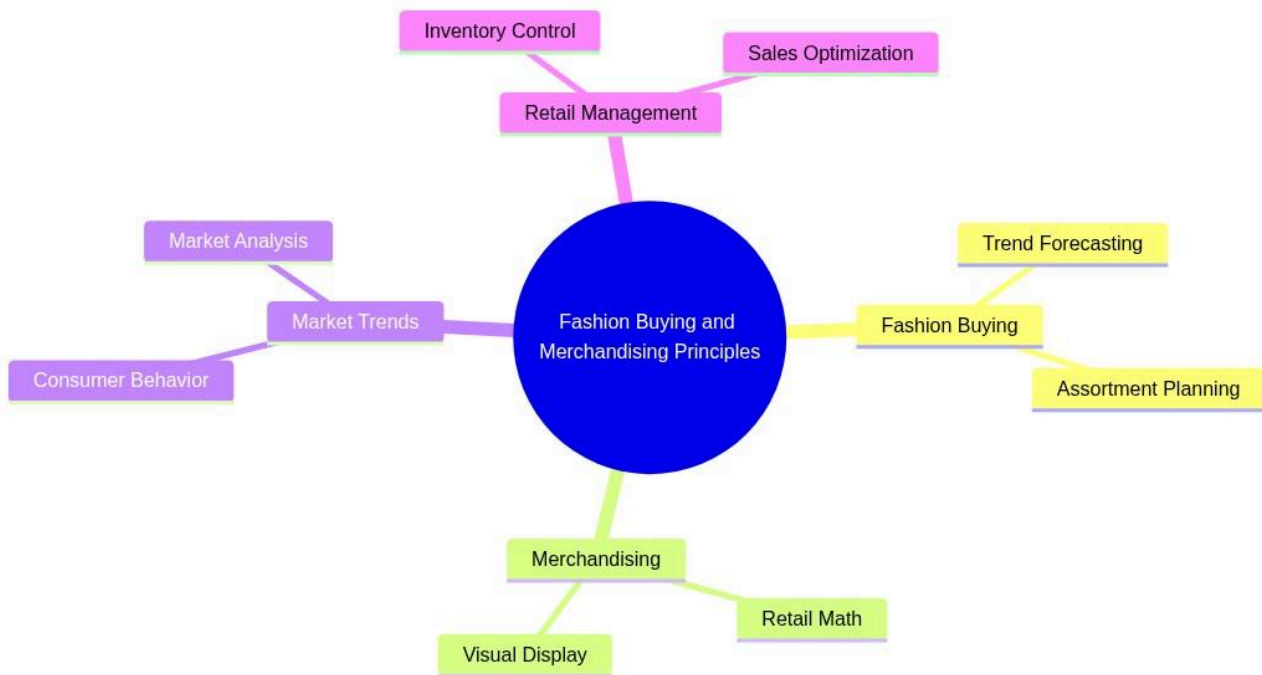 Inventory Control
Sales Optimization
Retail Management
Market Analysis
Trend Forecasting
Market Trends
Fashion Buying and
Merchandising Principles
Fashion Buying
Consumer Behavior
Assortment Planning
Merchandising
Retail Math
Visual Display